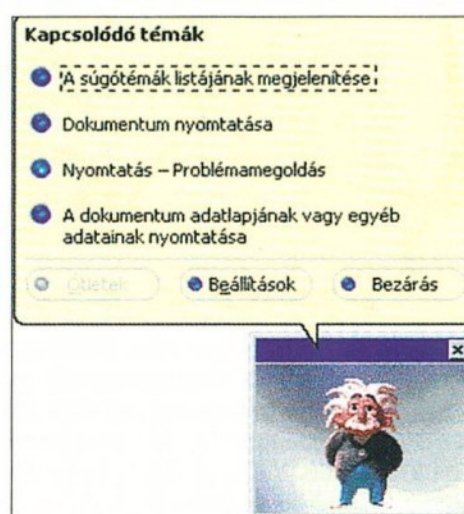 Kapcsolódó témák
A súgótémák listájának megjelenítése
Dokumentum nyomtatása
Nyomtatás – Problémamegoldás
A dokumentum adatlapjának vagy egyéb
adatainak nyomtatása
Ötletek Beállítások Bezárás